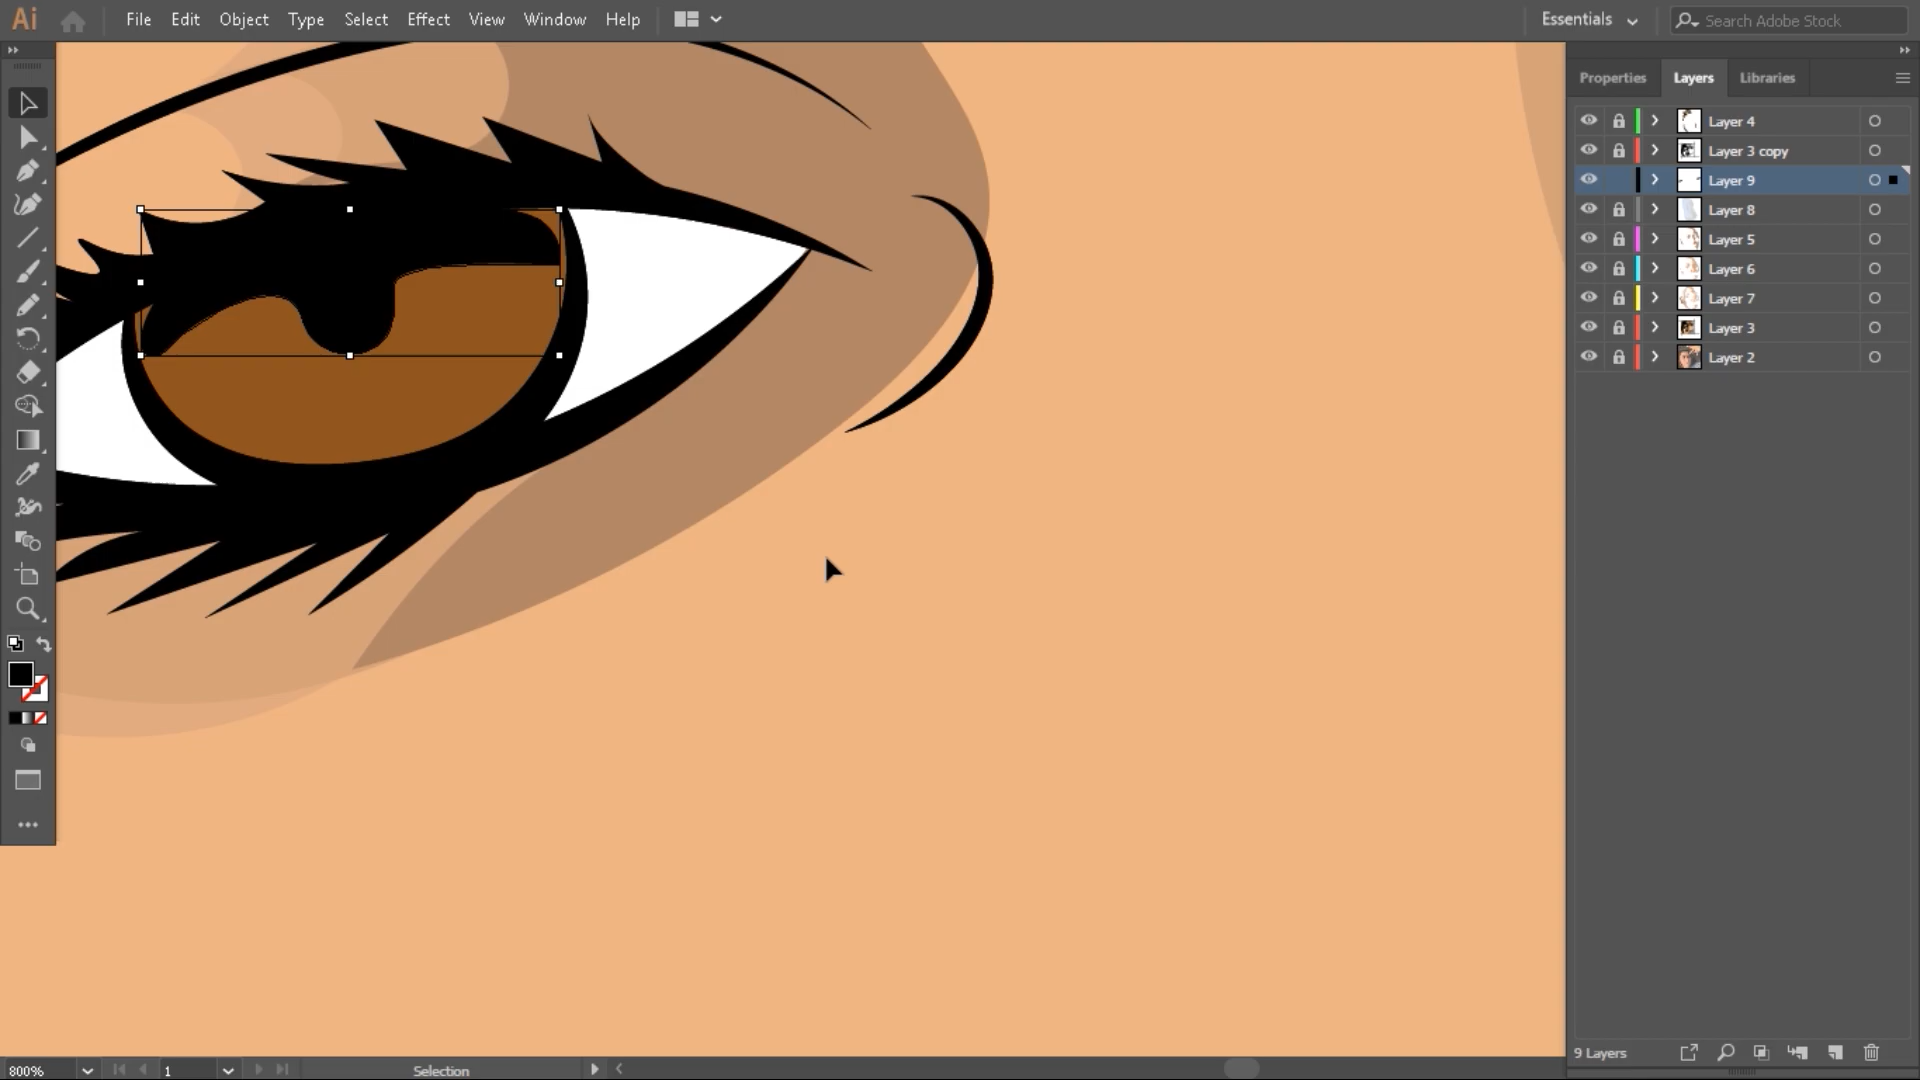 Ai File Edit Object Type Select Effect View Window Help Essentials Search Adobe Stock
Properties Layers Libraries
Layer 4
Layer 3 copy
Layer 9
Layer 8
Layer 5
Layer 6
Layer 7
Layer 3
Layer 2
9 Layers
800% 1 Selection